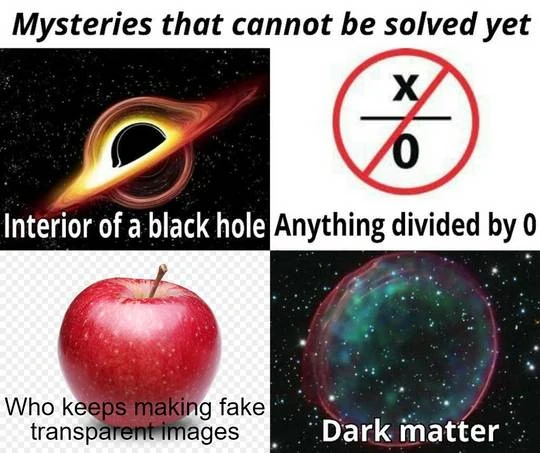 Mysteries that cannot be solved yet
Interior of a black hole
X
0
Anything divided by 0
Who keeps making fake
transparent images
Dark matter